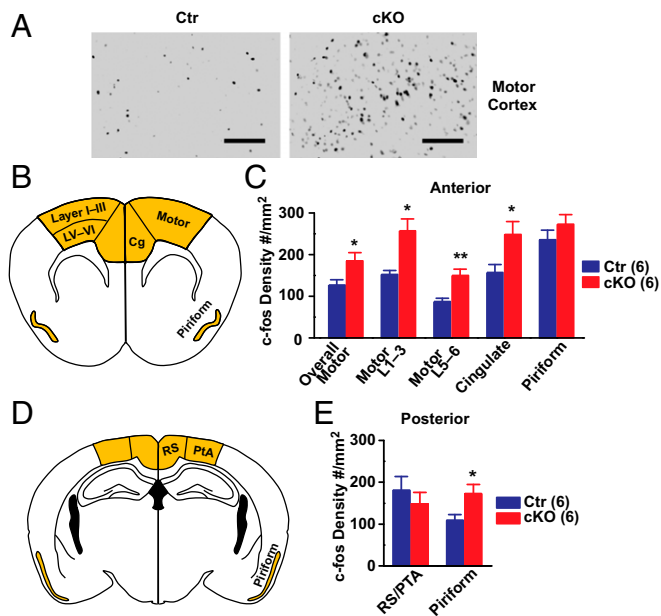 A
Ctr
cKO
Motor
Cortex
B
Layer I–III
LV–VI
Cg
Motor
Piriform
C
Anterior
c-fos Density #/mm2
300
200
100
0
*
*
**
*
Ctr (6)
cKO (6)
Overall
Motor
Motor
L1–3
Motor
L5–6
Cingulate
Piriform
D
RS
PtA
Piriform
E
Posterior
c-fos Density #/mm2
300
200
100
0
*
Ctr (6)
cKO (6)
RS/PTA
Piriform